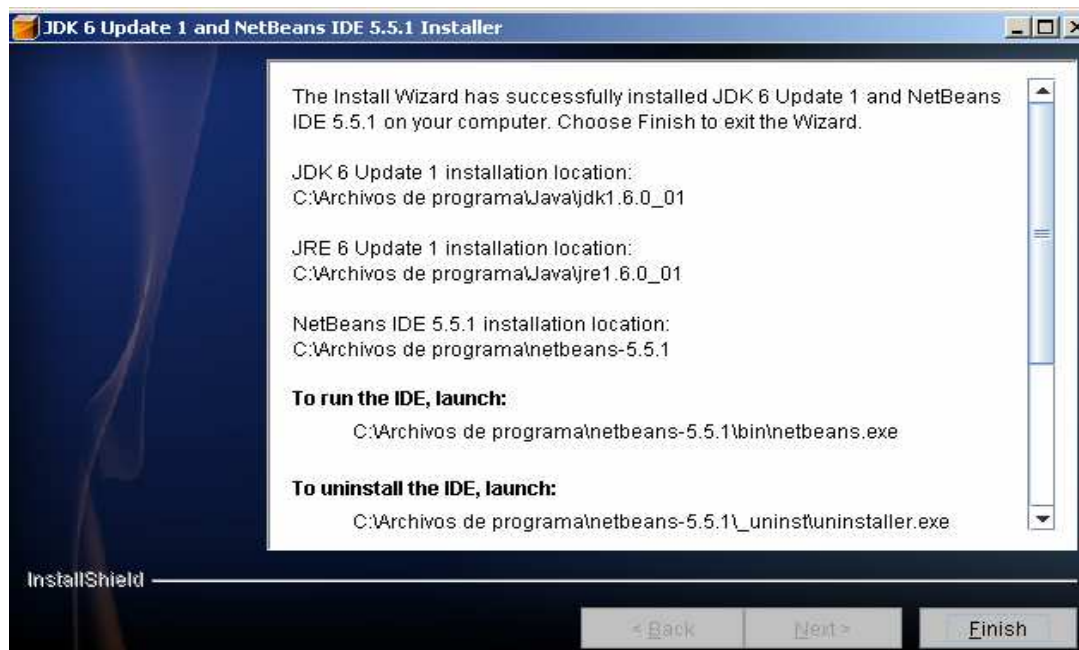 JDK 6 Update 1 and NetBeans IDE 5.5.1 Installer
The Install Wizard has successfully installed JDK 6 Update 1 and NetBeans
IDE 5.5.1 on your computer. Choose Finish to exit the Wizard.
JDK 6 Update 1 installation location:
C:\Archivos de programa\Java\jdk1.6.0_01
JRE 6 Update 1 installation location:
C:\Archivos de programa\Java\jre1.6.0_01
NetBeans IDE 5.5.1 installation location:
C:\Archivos de programa\netbeans-5.5.1
To run the IDE, launch:
C:\Archivos de programa\netbeans-5.5.1\bin\netbeans.exe
To uninstall the IDE, launch:
C:\Archivos de programa\netbeans-5.5.1\_uninst\uninstaller.exe
InstallShield
< Back Next > Finish